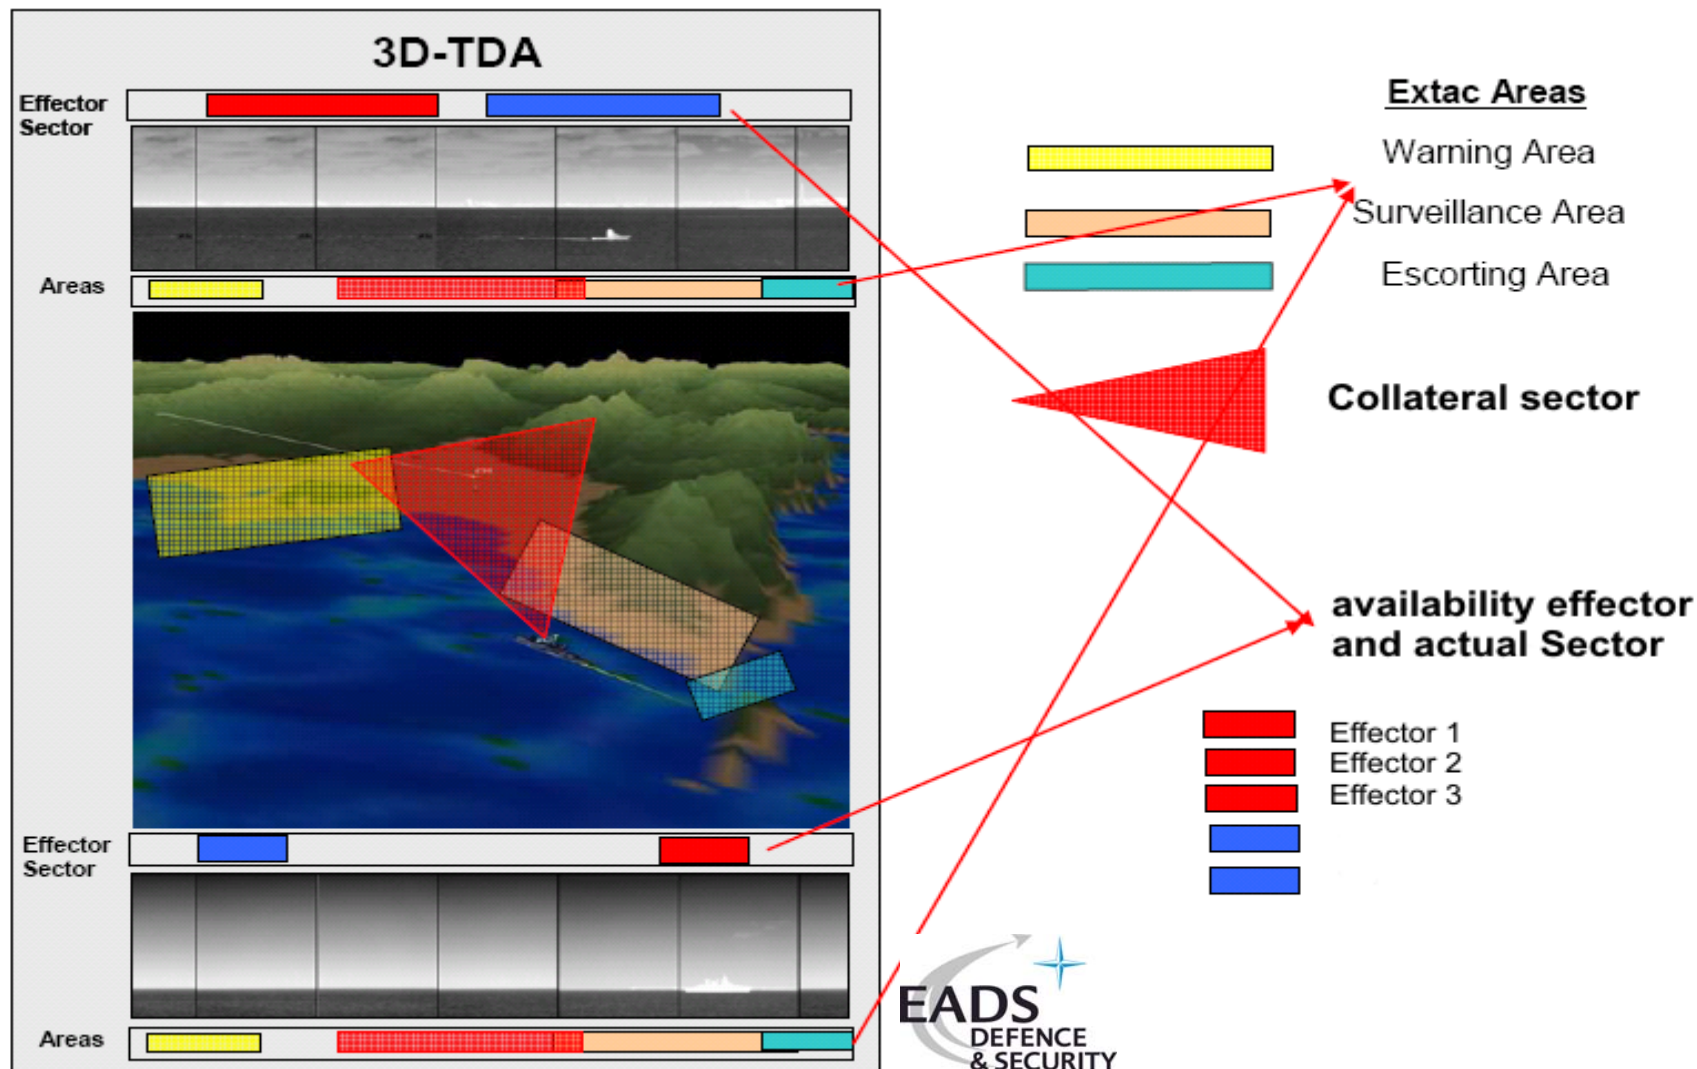 3D-TDA
Effector
Sector
Areas
Effector
Sector
Areas
Extac Areas
Warning Area
Surveillance Area
Escorting Area
Collateral sector
availability effector
and actual Sector
Effector 1
Effector 2
Effector 3
EADS
DEFENCE
& SECURITY